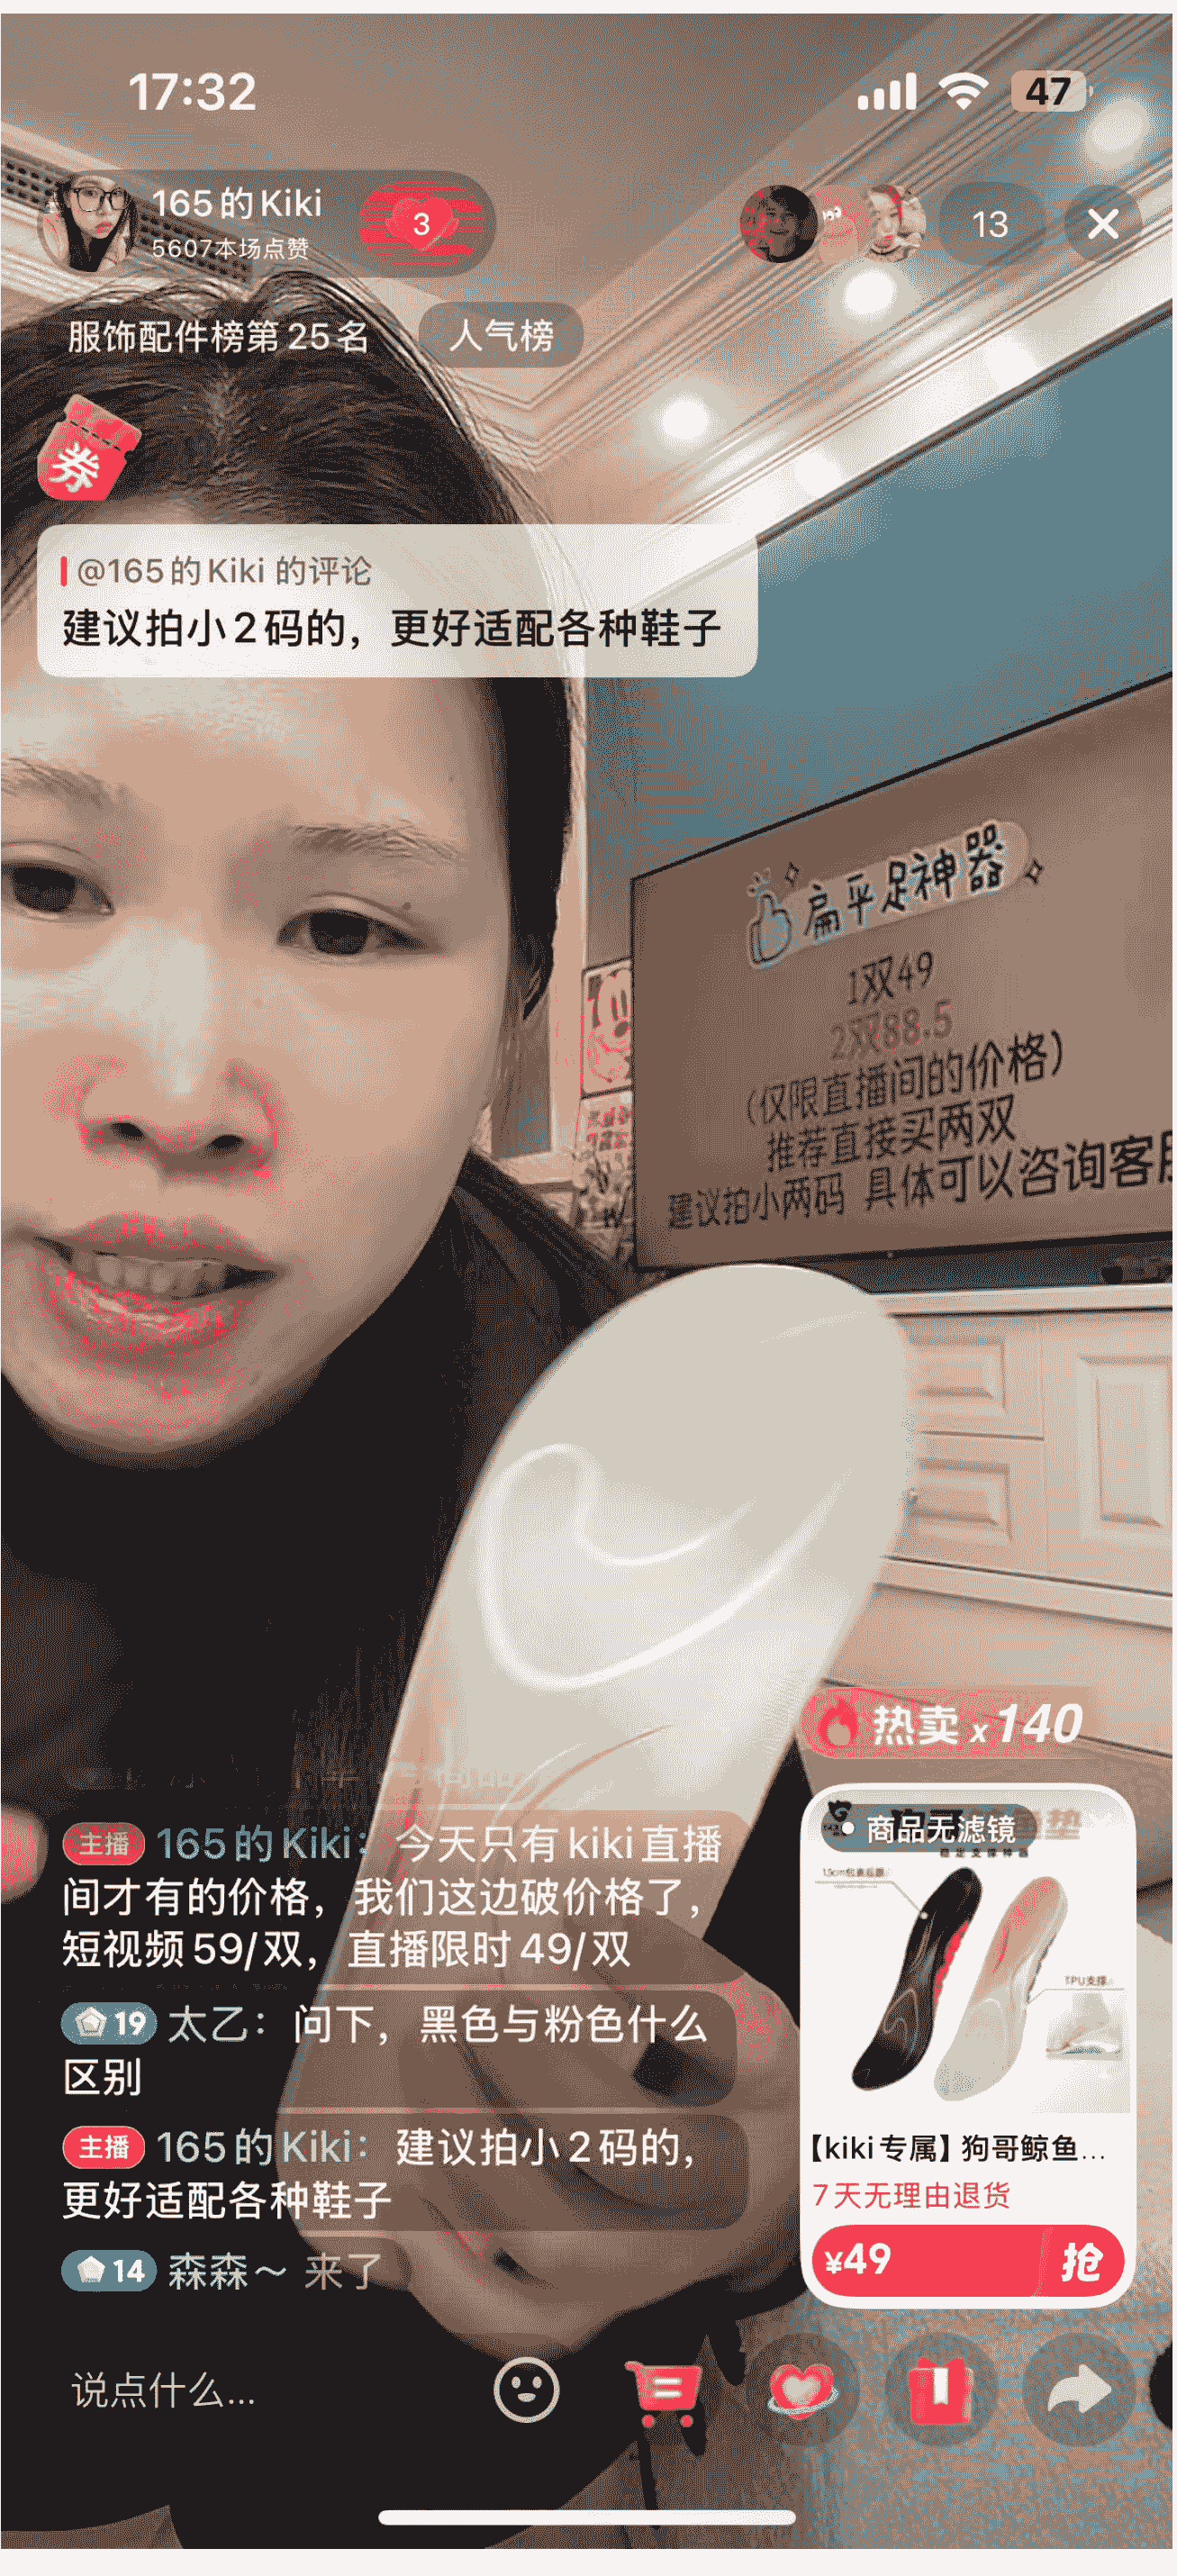 17:32
47
165的Kiki
5607本场点赞
3
13
服饰配件榜第25名
人气榜
券
@165的Kiki 的评论
建议拍小2码的，更好适配各种鞋子
扁平足神器
1双49
2双88.5
（仅限直播间的价格）
推荐直接买两双
建议拍小两码 具体可以咨询客服
热卖 x 140
主播 165的Kiki：今天只有kiki直播
间才有的价格，我们这边破价格了，
短视频59/双，直播限时49/双
19 太乙：问下，黑色与粉色什么
区别
主播 165的Kiki：建议拍小2码的，
更好适配各种鞋子
14 森森～ 来了
商品无滤镜
TPU支撑
【kiki专属】狗哥鲸鱼...
7天无理由退货
¥49
抢
说点什么...